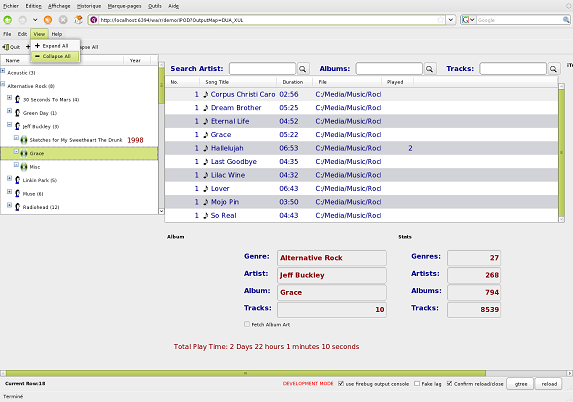 Fichier Edition Affichage Historique Marque-pages Outils Aide
http://localhost:6394/rwa/r/demo/IPOD?OutputMap=DUA_XUL
Google
File Edit View Help
Quit
Expand All
Collapse All
Name Year
Acoustic (3)
Alternative Rock (8)
30 Seconds To Mars (4)
Green Day (1)
Jeff Buckley (3)
Sketches for My Sweetheart The Drunk 1998
Grace
Misc
Linkin Park (5)
Muse (6)
Radiohead (12)
Search Artist: Albums: Tracks:
No. Song Title Duration File Played
1 Corpus Christi Caro 02:56 C:/Media/Music/Rocl
1 Dream Brother 05:25 C:/Media/Music/Rocl
1 Eternal Life 04:52 C:/Media/Music/Rocl
1 Grace 05:22 C:/Media/Music/Rocl
1 Hallelujah 06:53 C:/Media/Music/Rocl 2
1 Last Goodbye 04:35 C:/Media/Music/Rocl
1 Lilac Wine 04:32 C:/Media/Music/Rocl
1 Lover 06:43 C:/Media/Music/Rocl
1 Mojo Pin 03:50 C:/Media/Music/Rocl
1 So Real 04:43 C:/Media/Music/Rocl
Album
Genre: Alternative Rock
Artist: Jeff Buckley
Album: Grace
Tracks: 10
Fetch Album Art
Stats
Genres: 27
Artists: 268
Albums: 794
Tracks: 8539
Total Play Time: 2 Days 22 hours 1 minutes 10 seconds
Current Row:18
DEVELOPMENT MODE use firebug output console Fake lag Confirm reload/close gtree reload
Terminé